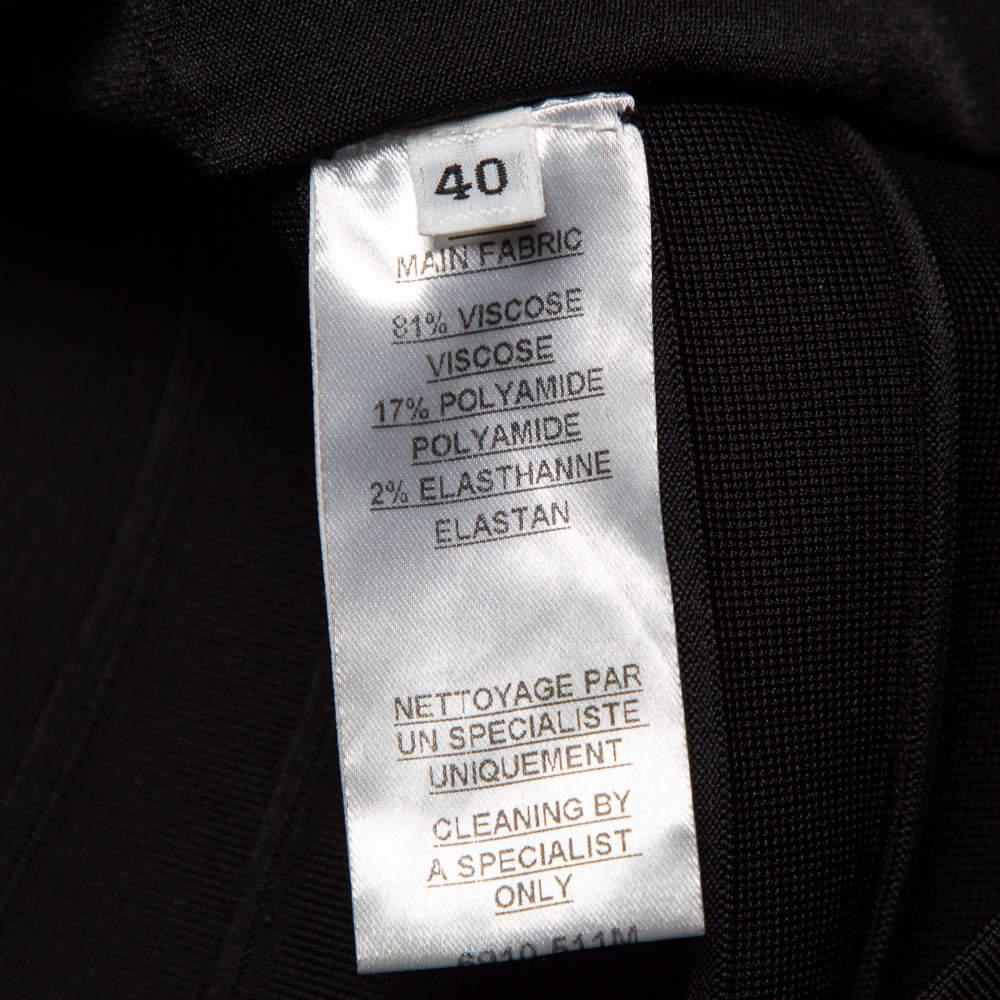 40
MAIN FABRIC
81% VISCOSE
VISCOSE
17% POLYAMIDE
POLYAMIDE
2% ELASTHANNE
ELASTAN
NETTOYAGE PAR
UN SPECIALISTE
UNIQUEMENT
CLEANING BY
A SPECIALIST
ONLY